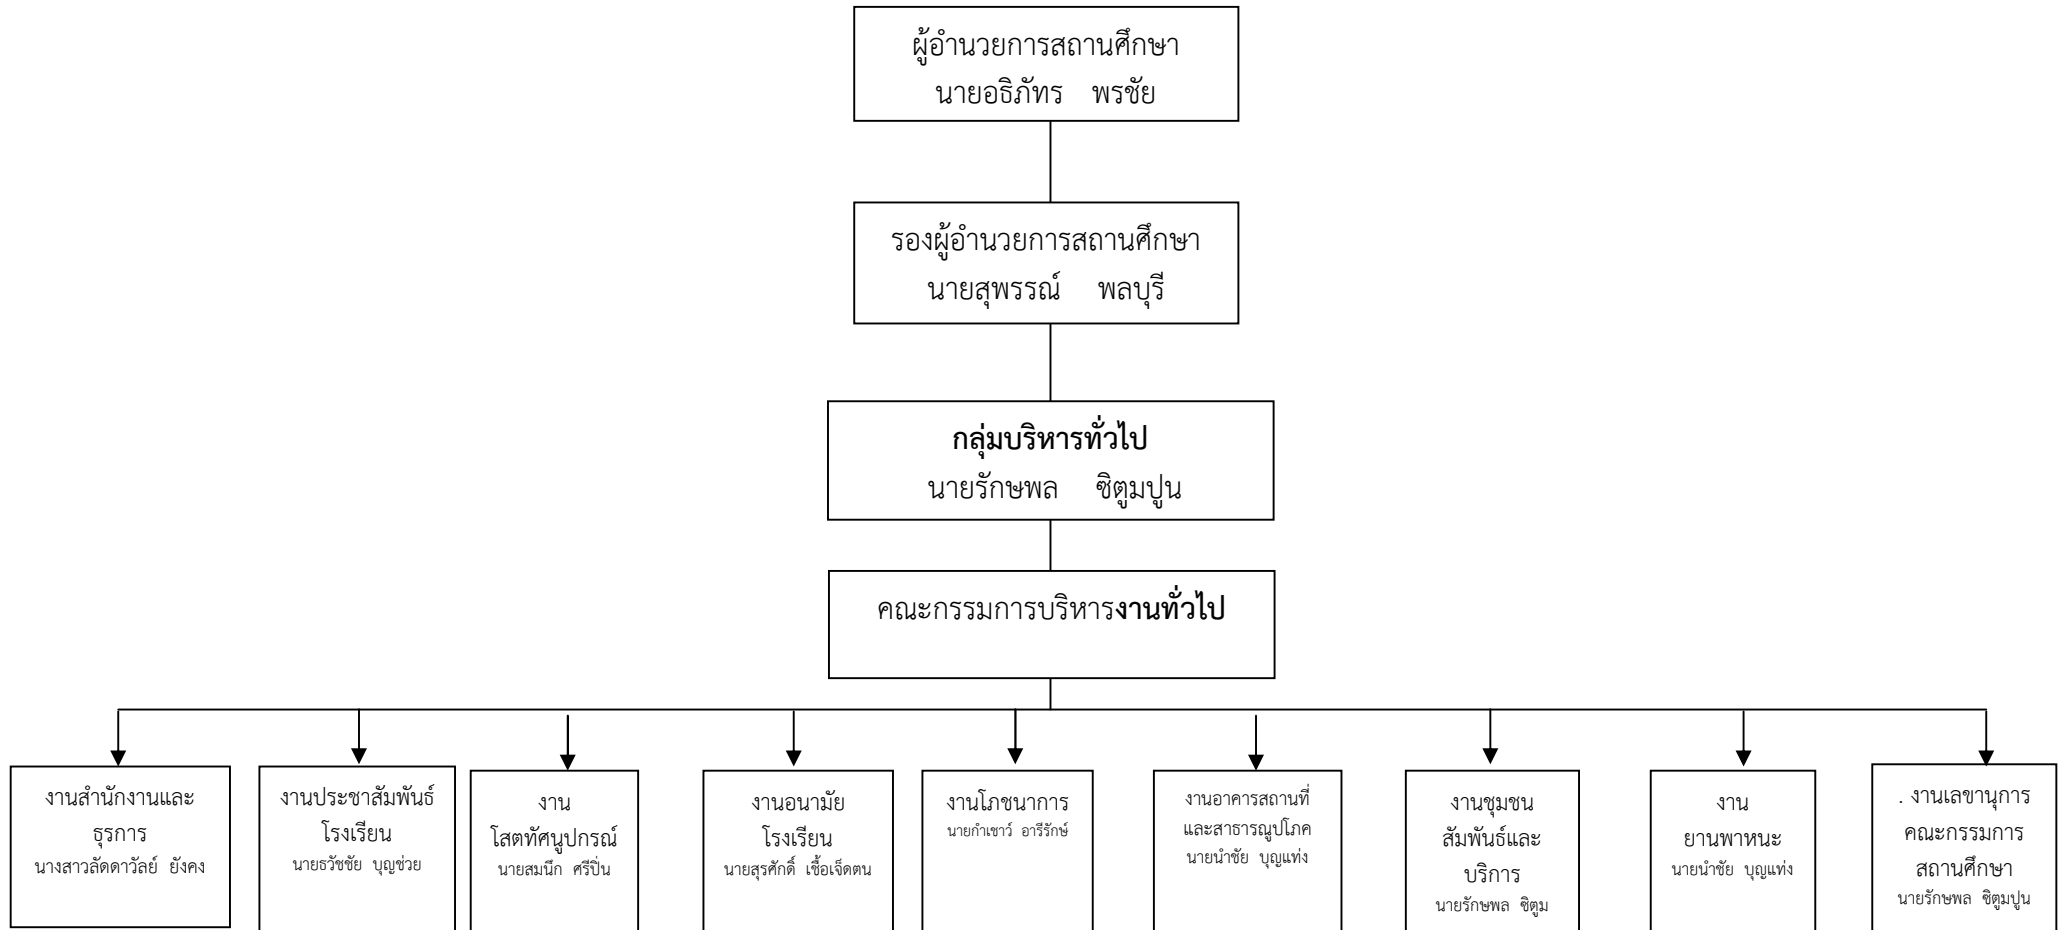 ผู้อำนวยการสถานศึกษา
นายอธิภัทร พรชัย
รองผู้อำนวยการสถานศึกษา
นายสุพรรณ์ พลบุรี
กลุ่มบริหารทั่วไป
นายรักษพล ซิตูมปูน
คณะกรรมการบริหารงานทั่วไป
งานสำนักงานและ
ธุรการ
นางสาวลัดดาวัลย์ ยังคง
งานประชาสัมพันธ์
โรงเรียน
นายธวัชชัย บุญช่วย
งาน
โสตทัศนูปกรณ์
นายสมนึก ศรีปิ่น
งานอนามัย
โรงเรียน
นายสุรศักดิ์ เชื้อเจ็ดตน
งานโภชนาการ
นายกำเชาว์ อารีรักษ์
งานอาคารสถานที่
และสาธารณูปโภค
นายนำชัย บุญแท่ง
งานชุมชน
สัมพันธ์และ
บริการ
นายรักษพล ซิตูม
งาน
ยานพาหนะ
นายนำชัย บุญแท่ง
. งานเลขานุการ
คณะกรรมการ
สถานศึกษา
นายรักษพล ซิตูมปูน